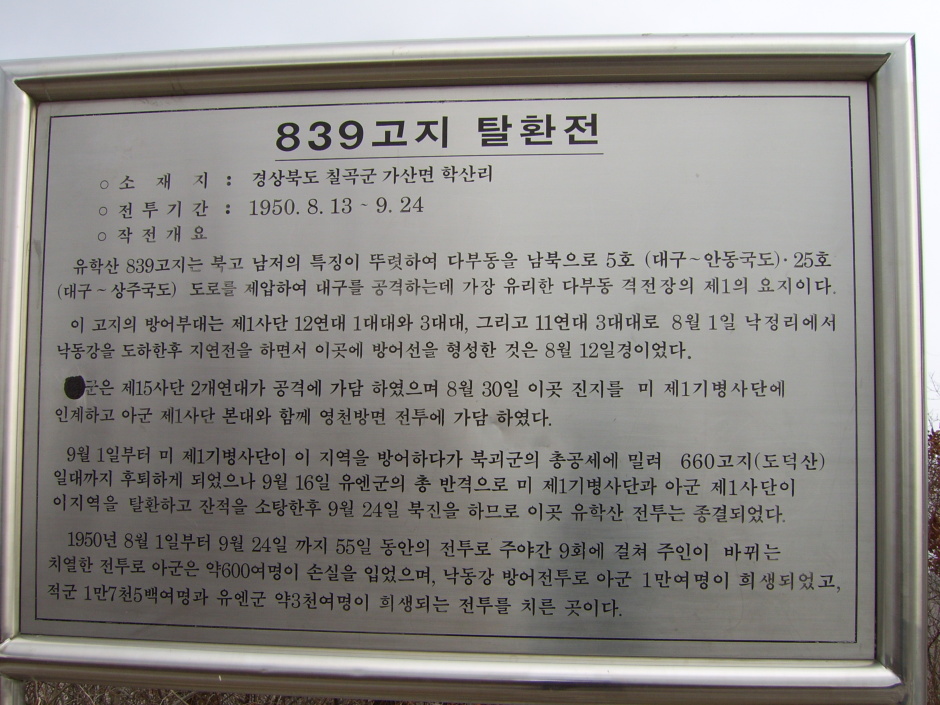 839고지 탈환전
○ 소 재 지 : 경상북도 칠곡군 가산면 학산리
○ 전투기간 : 1950. 8. 13 ~ 9. 24
○ 작전개요
유학산 839고지는 북고 남저의 특징이 뚜렷하여 다부동을 남북으로 5호 (대구~안동국도)·25호
(대구~상주국도) 도로를 제압하여 대구를 공격하는데 가장 유리한 다부동 격전장의 제1의 요지이다.
이 고지의 방어부대는 제1사단 12연대 1대대와 3대대, 그리고 11연대 3대대로 8월 1일 낙정리에서
낙동강을 도하한후 지연전을 하면서 이곳에 방어선을 형성한 것은 8월 12일경이었다.
군은 제15사단 2개연대가 공격에 가담 하였으며 8월 30일 이곳 진지를 미 제1기병사단에
인계하고 아군 제1사단 본대와 함께 영천방면 전투에 가담 하였다.
9월 1일부터 미 제1기병사단이 이 지역을 방어하다가 북괴군의 총공세에 밀려 660고지(도덕산)
일대까지 후퇴하게 되었으나 9월 16일 유엔군의 총 반격으로 미 제1기병사단과 아군 제1사단이
이지역을 탈환하고 잔적을 소탕한후 9월 24일 북진을 하므로 이곳 유학산 전투는 종결되었다.
1950년 8월 1일부터 9월 24일 까지 55일 동안의 전투로 주야간 9회에 걸쳐 주인이 바뀌는
치열한 전투로 아군은 약600여명이 손실을 입었으며, 낙동강 방어전투로 아군 1만여명이 희생되었고,
적군 1만7천5백여명과 유엔군 약3천여명이 희생되는 전투를 치른 곳이다.